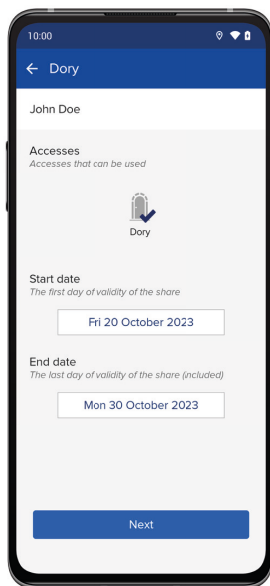 10:00
Dory
John Doe
Accesses
Accesses that can be used
Dory
Start date
The first day of validity of the share
Fri 20 October 2023
End date
The last day of validity of the share (included)
Mon 30 October 2023
Next